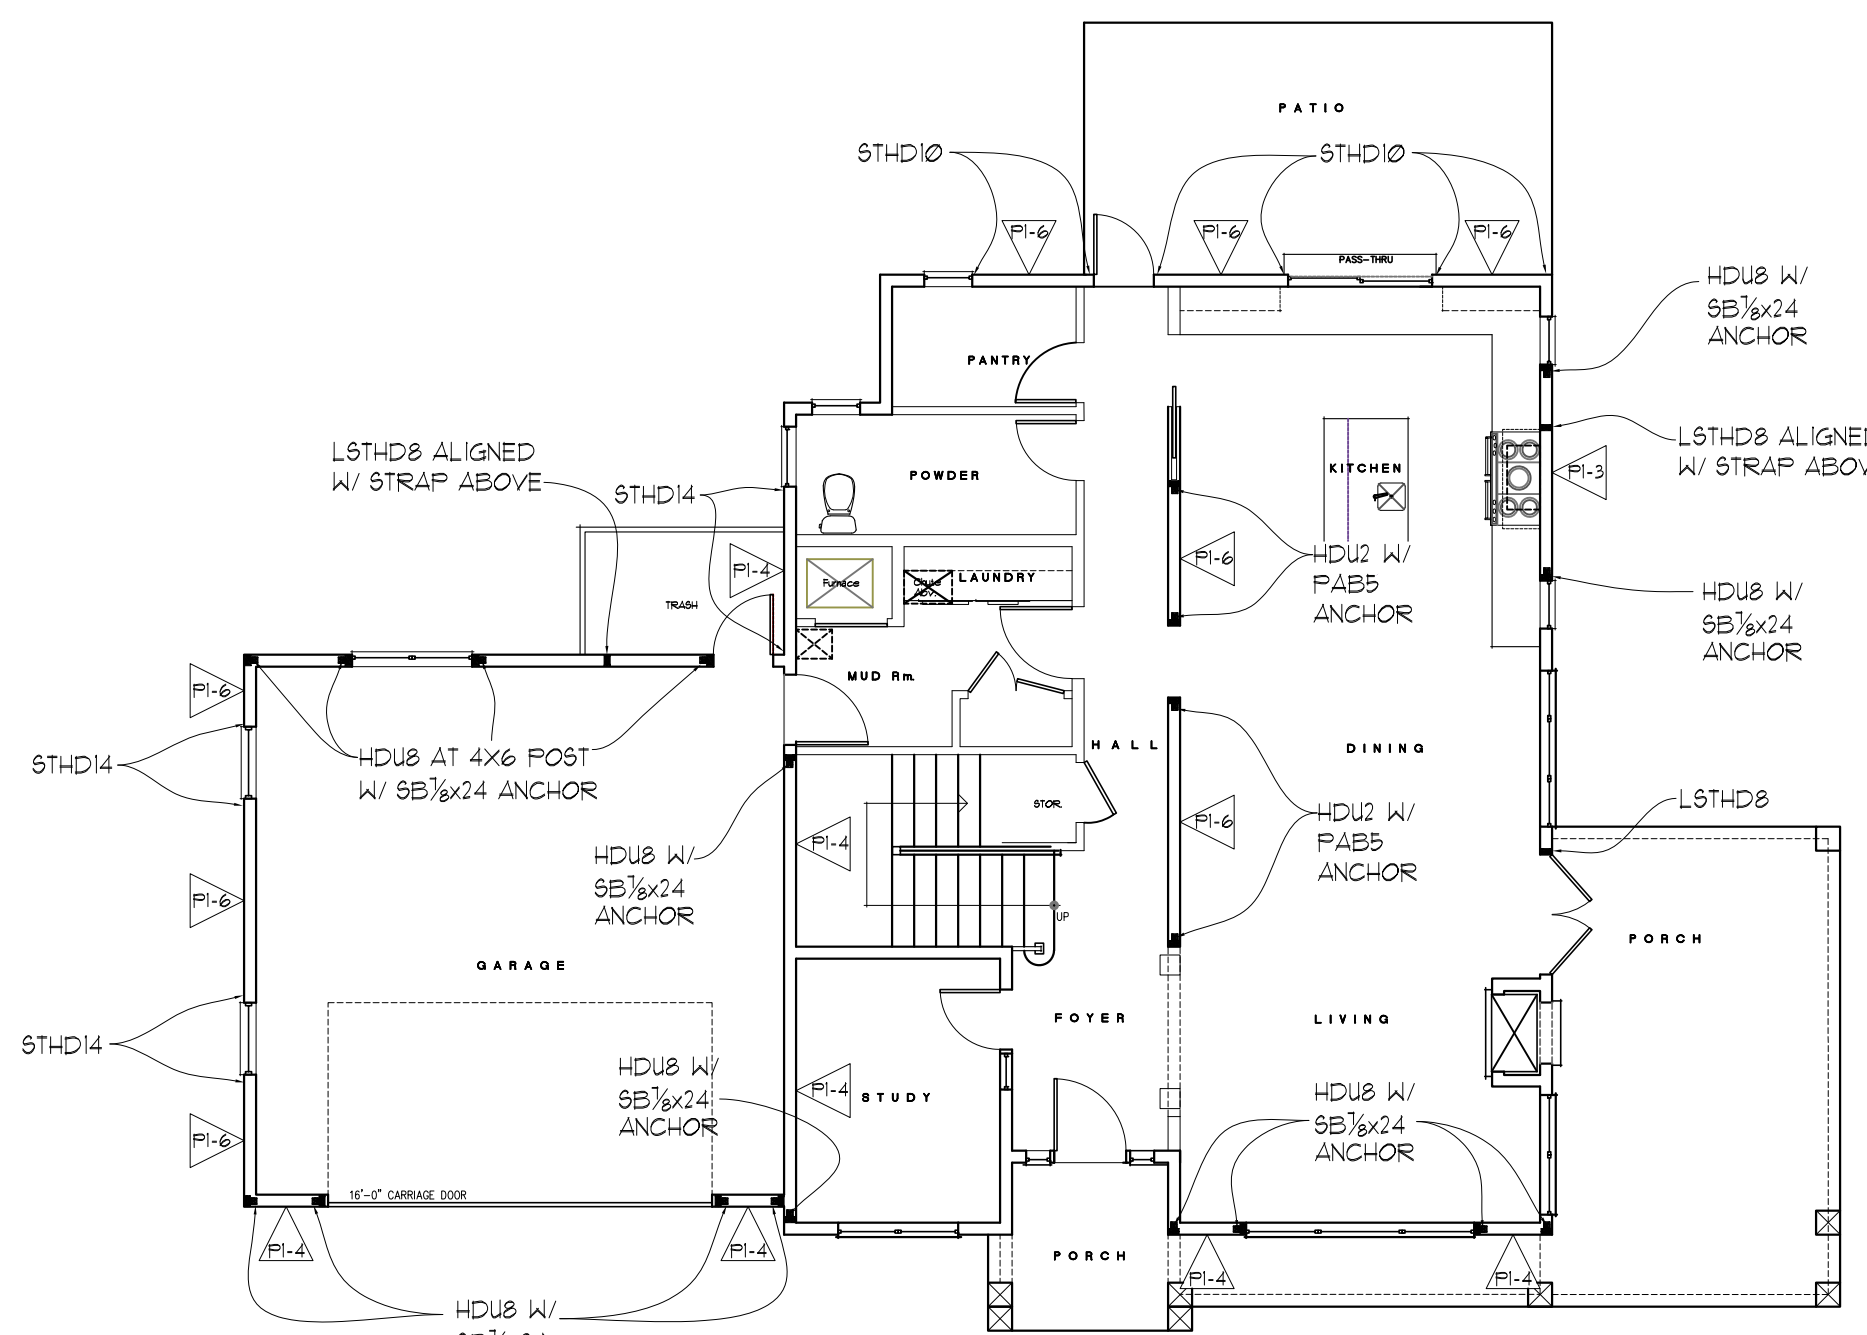 PATIO
STHD10
STHD10
P1-6
P1-6
P1-6
PASS-THRU
HDU8 W/
SB7/8x24
ANCHOR
PANTRY
LSTHD8 ALIGNED
W/ STRAP ABOVE
STHD14
POWDER
KITCHEN
LSTHD8 ALIGNED
W/ STRAP ABOV
P1-3
P1-4
Furnace
Chute
Abv.
LAUNDRY
P1-6
HDU2 W/
PAB5
ANCHOR
TRASH
HDU8 W/
SB7/8x24
ANCHOR
MUD Rm.
P1-6
STHD14
HDU8 AT 4X6 POST
W/ SB7/8x24 ANCHOR
HALL
DINING
STOR.
LSTHD8
P1-4
P1-6
HDU2 W/
PAB5
ANCHOR
HDU8 W/
SB7/8x24
ANCHOR
P1-6
UP
PORCH
GARAGE
FOYER
LIVING
STHD14
HDU8 W/
SB7/8x24
ANCHOR
P1-4
STUDY
HDU8 W/
SB7/8x24
ANCHOR
P1-6
16'-0" CARRIAGE DOOR
P1-4
P1-4
PORCH
P1-4
P1-4
HDU8 W/